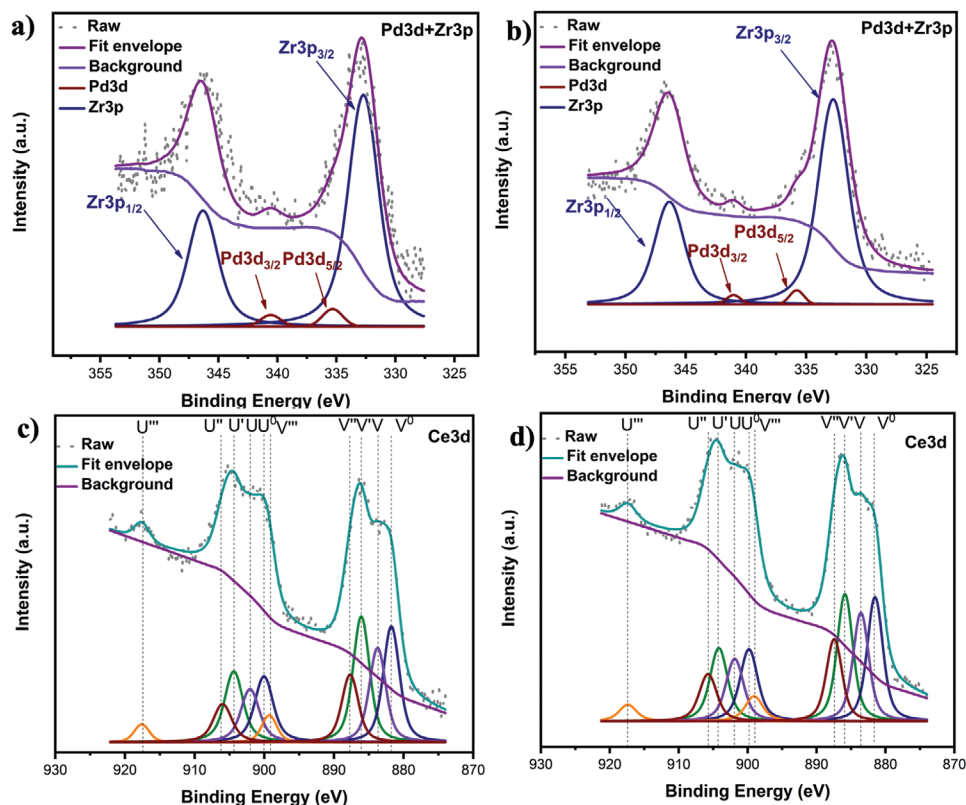 a)
Raw
Fit envelope
Background
Pd3d
Zr3p
Pd3d+Zr3p
Zr3p3/2
Zr3p1/2
Pd3d3/2
Pd3d5/2
Intensity (a.u.)
355 350 345 340 335 330
Binding Energy (eV)
b)
Raw
Fit envelope
Background
Pd3d
Zr3p
Pd3d+Zr3p
Zr3p3/2
Zr3p1/2
Pd3d5/2
Pd3d3/2
Intensity (a.u.)
355 350 345 340 335 330 325
Binding Energy (eV)
c)
U''' U'' U' U U0 V''' V'' V' V V0
Raw
Fit envelope
Background
Ce3d
Intensity (a.u.)
930 920 910 900 890 880 870
Binding Energy (eV)
d)
U''' U'' U' U U0 V''' V'' V' V V0
Raw
Fit envelope
Background
Ce3d
Intensity (a.u.)
930 920 910 900 890 880 870
Binding Energy (eV)